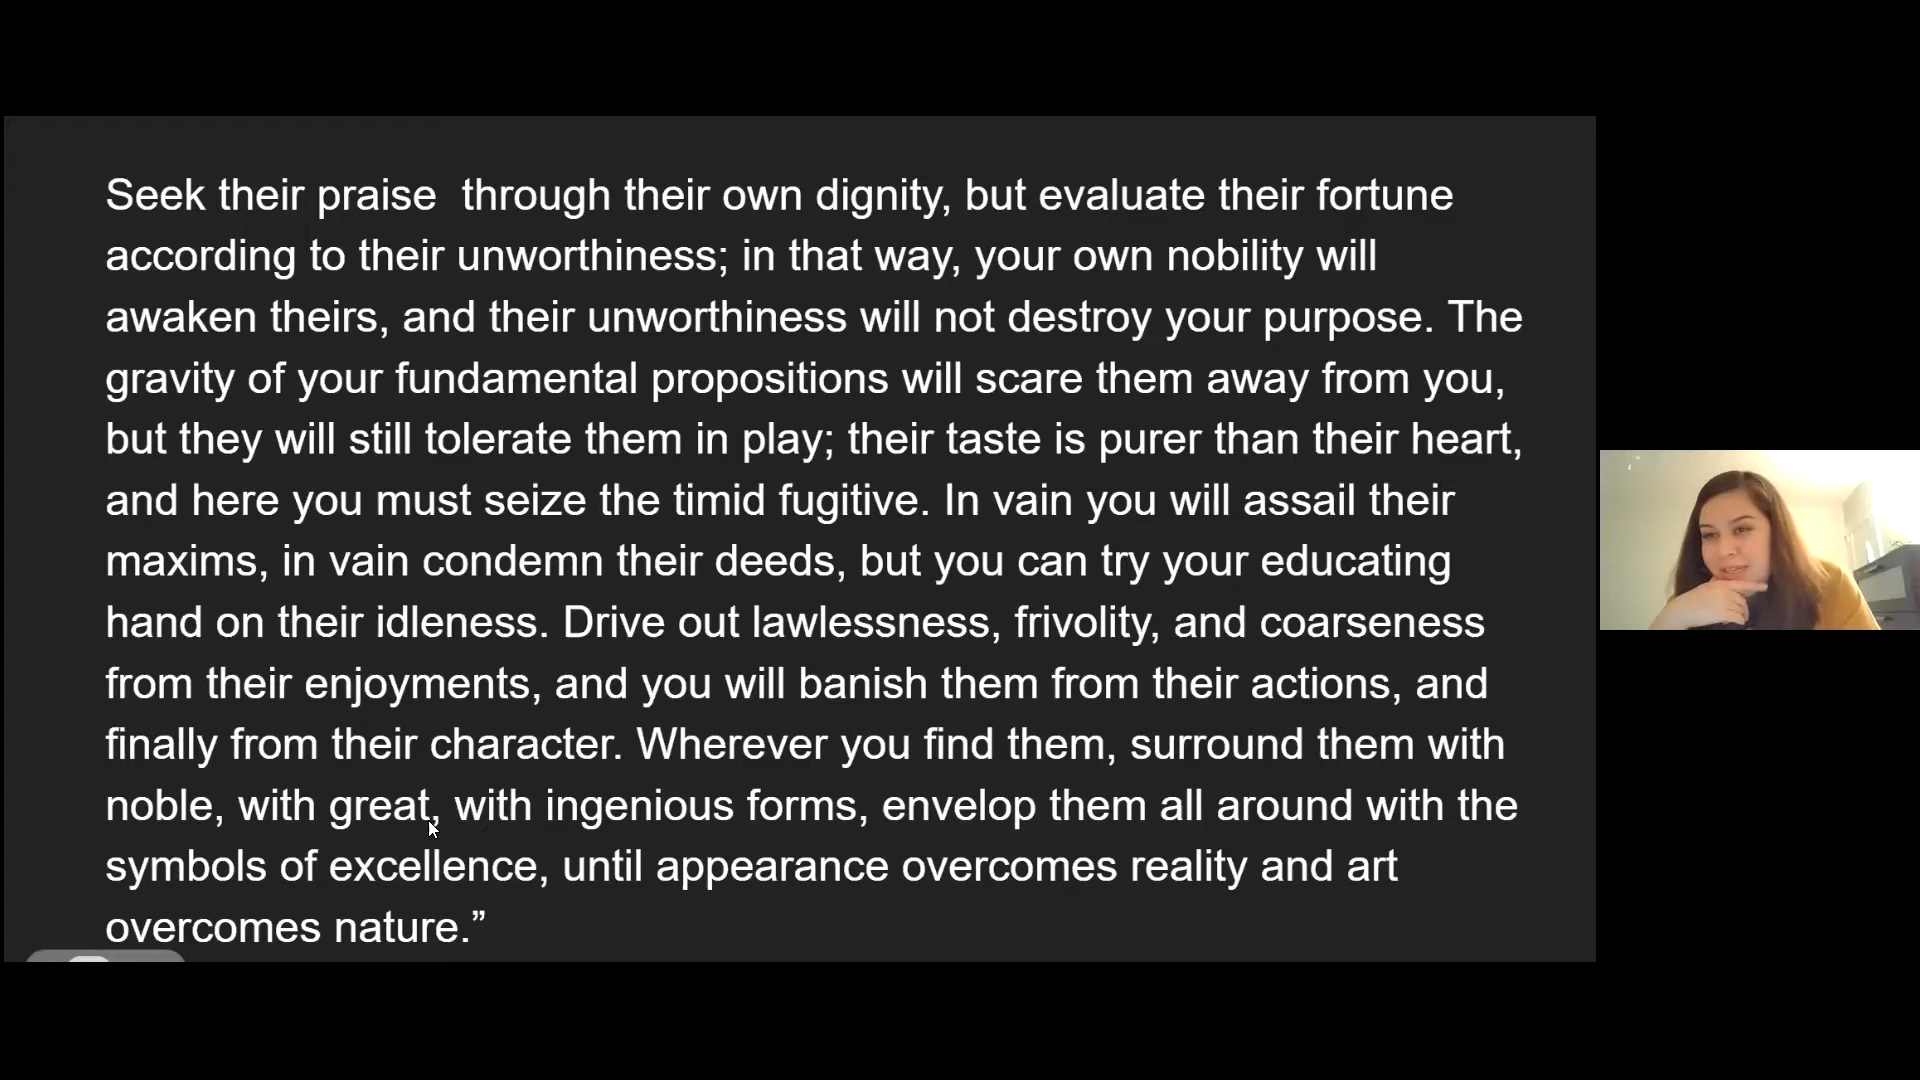 Seek their praise  through their own dignity, but evaluate their fortune
according to their unworthiness; in that way, your own nobility will
awaken theirs, and their unworthiness will not destroy your purpose. The
gravity of your fundamental propositions will scare them away from you,
but they will still tolerate them in play; their taste is purer than their heart,
and here you must seize the timid fugitive. In vain you will assail their
maxims, in vain condemn their deeds, but you can try your educating
hand on their idleness. Drive out lawlessness, frivolity, and coarseness
from their enjoyments, and you will banish them from their actions, and
finally from their character. Wherever you find them, surround them with
noble, with great, with ingenious forms, envelop them all around with the
symbols of excellence, until appearance overcomes reality and art
overcomes nature.”